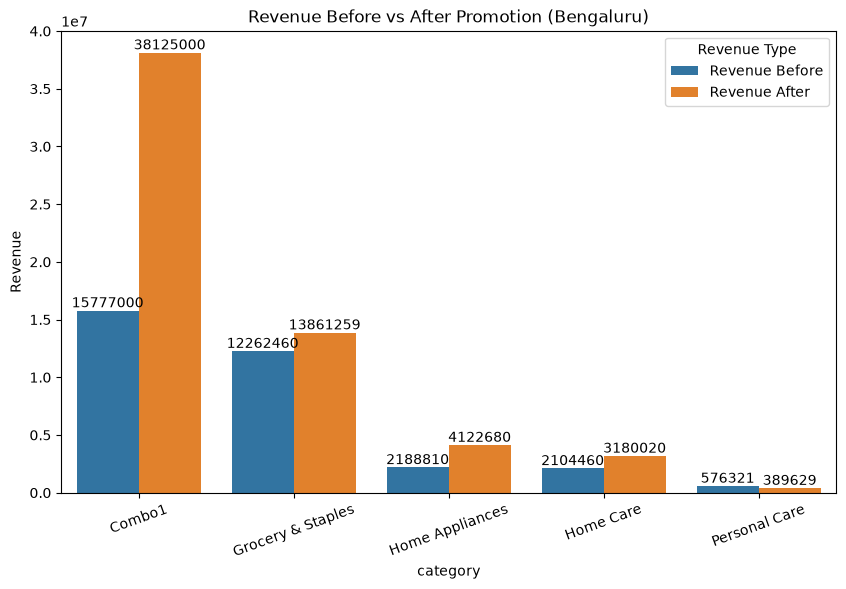 Revenue Before vs After Promotion (Bengaluru)
1e7
4.0
3.5
3.0
2.5
2.0
1.5
1.0
0.5
0.0
Revenue
Revenue Type
Revenue Before
Revenue After
38125000
15777000
12262460
13861259
2188810
4122680
2104460
3180020
576321
389629
Combo1
Grocery & Staples
Home Appliances
Home Care
Personal Care
category